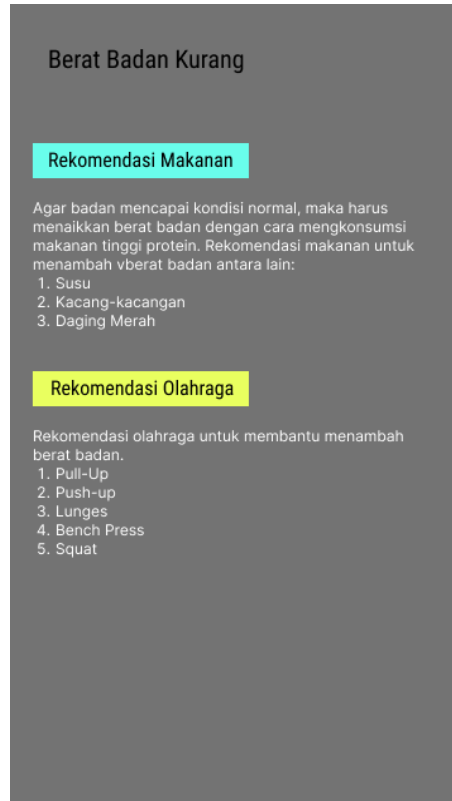 Berat Badan Kurang
Rekomendasi Makanan
Agar badan mencapai kondisi normal, maka harus
menaikkan berat badan dengan cara mengkonsumsi
makanan tinggi protein. Rekomendasi makanan untuk
menambah vberat badan antara lain:
1. Susu
2. Kacang-kacangan
3. Daging Merah
Rekomendasi Olahraga
Rekomendasi olahraga untuk membantu menambah
berat badan.
1. Pull-Up
2. Push-up
3. Lunges
4. Bench Press
5. Squat